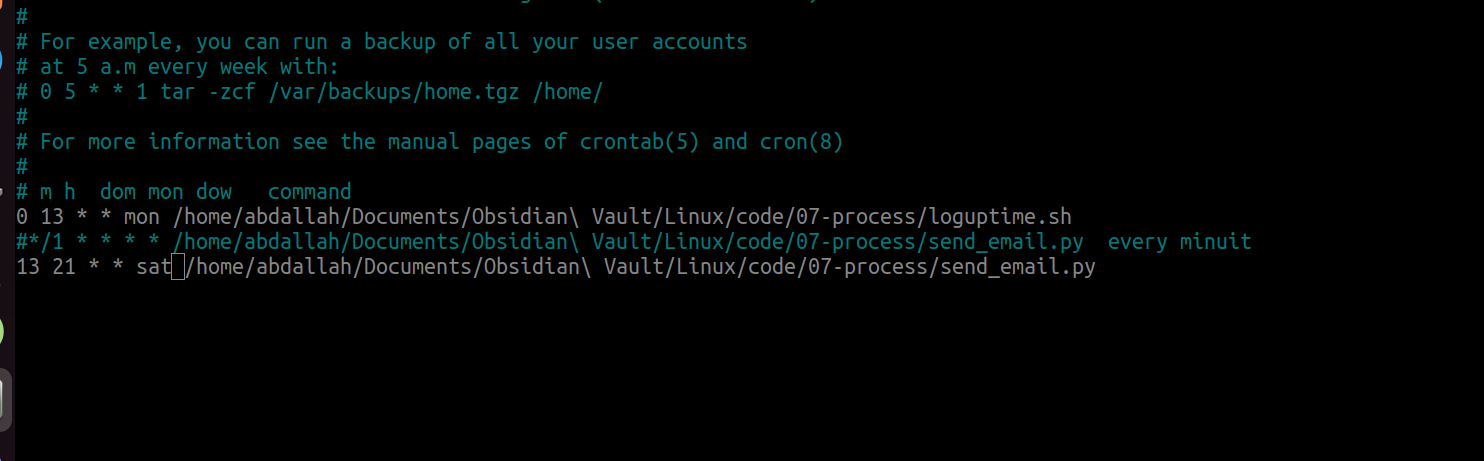 #
# For example, you can run a backup of all your user accounts
# at 5 a.m every week with:
# 0 5 * * 1 tar -zcf /var/backups/home.tgz /home/
#
# For more information see the manual pages of crontab(5) and cron(8)
#
# m h  dom mon dow   command
0 13 * * mon /home/abdallah/Documents/Obsidian\ Vault/Linux/code/07-process/loguptime.sh
#*/1 * * * * /home/abdallah/Documents/Obsidian\ Vault/Linux/code/07-process/send_email.py  every minuit
13 21 * * sat /home/abdallah/Documents/Obsidian\ Vault/Linux/code/07-process/send_email.py